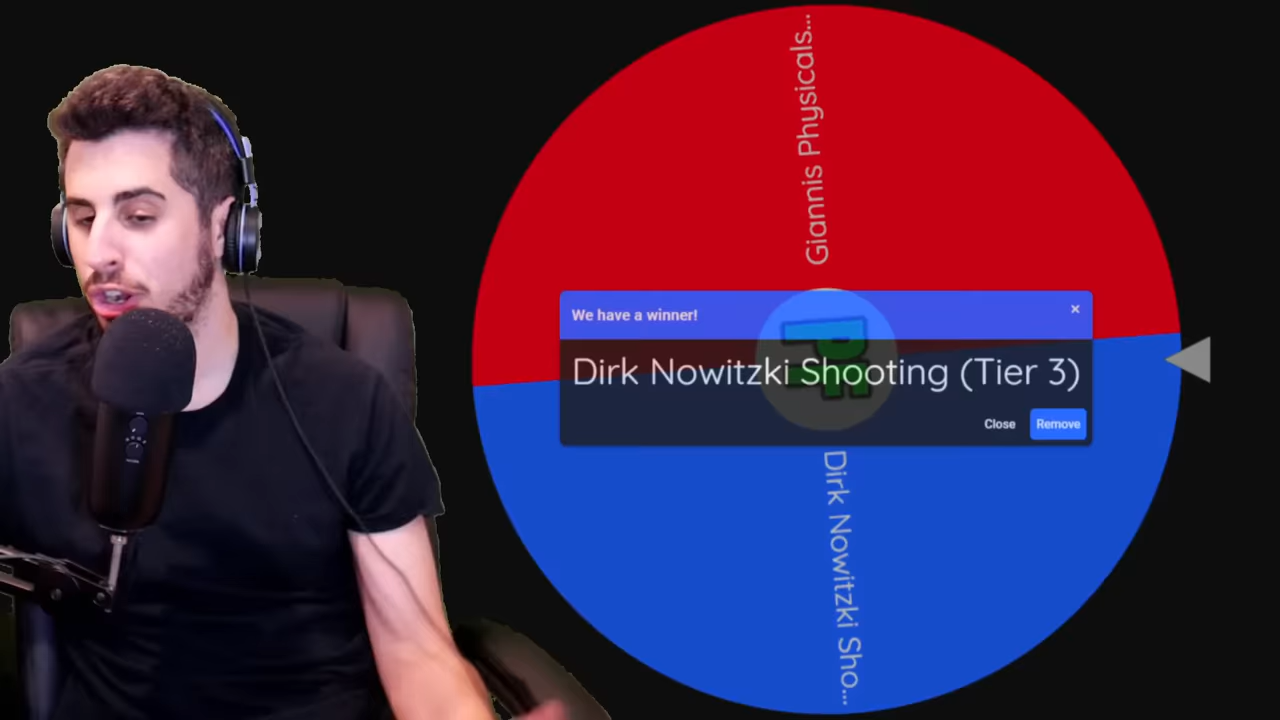 Giannis Physicals...
We have a winner!
×
Dirk Nowitzki Shooting (Tier 3)
Close
Remove
Dirk Nowitzki Sho...